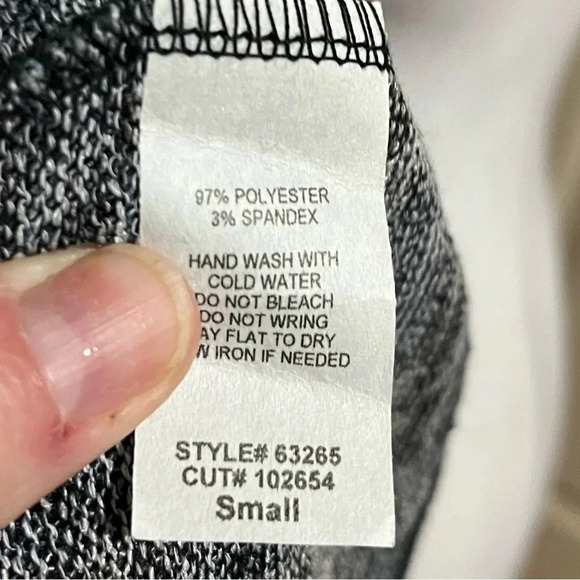 97% POLYESTER
3% SPANDEX
HAND WASH WITH
COLD WATER
DO NOT BLEACH
DO NOT WRING
AY FLAT TO DRY
W IRON IF NEEDED
STYLE# 63265
CUT# 102654
Small